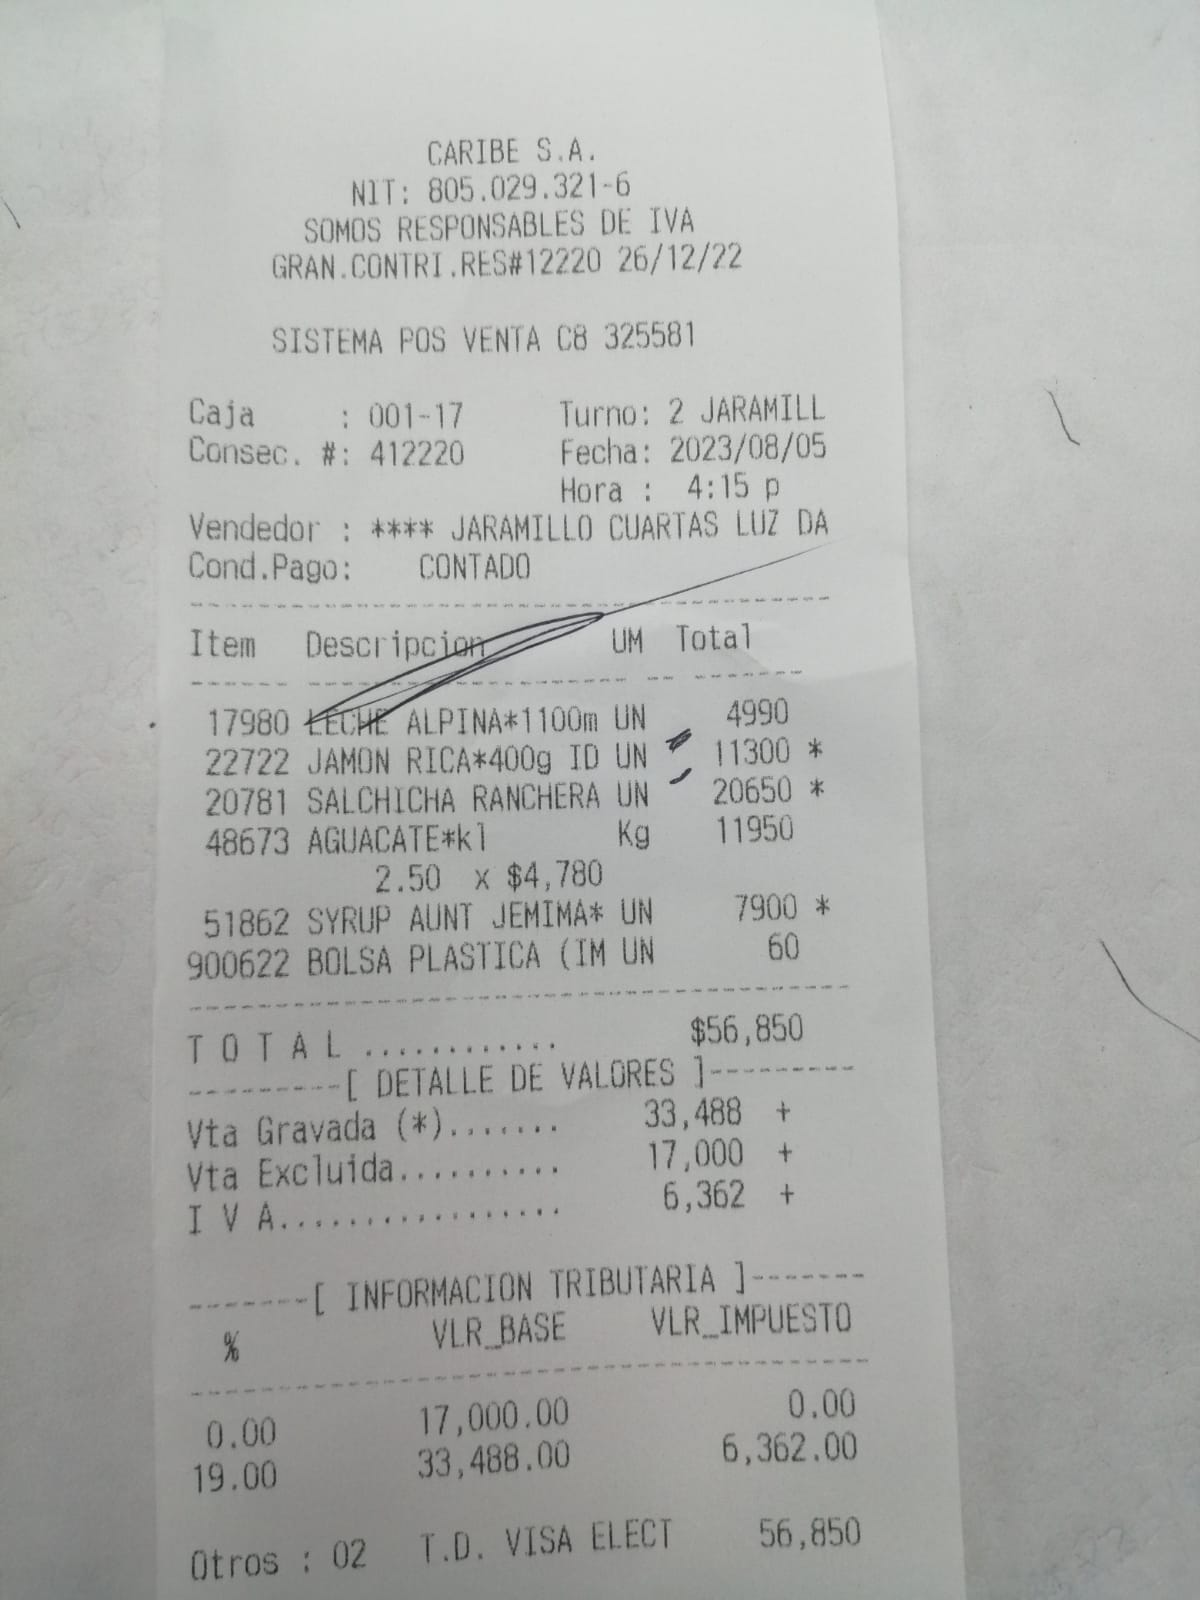 CARIBE S.A.
NIT: 805.029.321-6
SOMOS RESPONSABLES DE IVA
GRAN.CONTRI.RES#12220 26/12/22
SISTEMA POS VENTA C8 325581
Caja : 001-17 Turno: 2 JARAMILL
Consec. #: 412220 Fecha: 2023/08/05
Hora : 4:15 p
Vendedor : **** JARAMILLO CUARTAS LUZ DA
Cond.Pago: CONTADO
Item Descripcion UM Total
17980 LECHE ALPINA*1100m UN 4990
22722 JAMON RICA*400g ID UN 11300 *
20781 SALCHICHA RANCHERA UN 20650 *
48673 AGUACATE*kl Kg 11950
2.50 x $4,780
51862 SYRUP AUNT JEMIMA* UN 7900 *
900622 BOLSA PLASTICA (IM UN 60
T O T A L ............ $56,850
---------[ DETALLE DE VALORES ]---------
Vta Gravada (*)....... 33,488 +
Vta Excluida.......... 17,000 +
I V A................. 6,362 +
-------[ INFORMACION TRIBUTARIA ]-------
% VLR_BASE VLR_IMPUESTO
0.00 17,000.00 0.00
19.00 33,488.00 6,362.00
Otros : 02 T.D. VISA ELECT 56,850